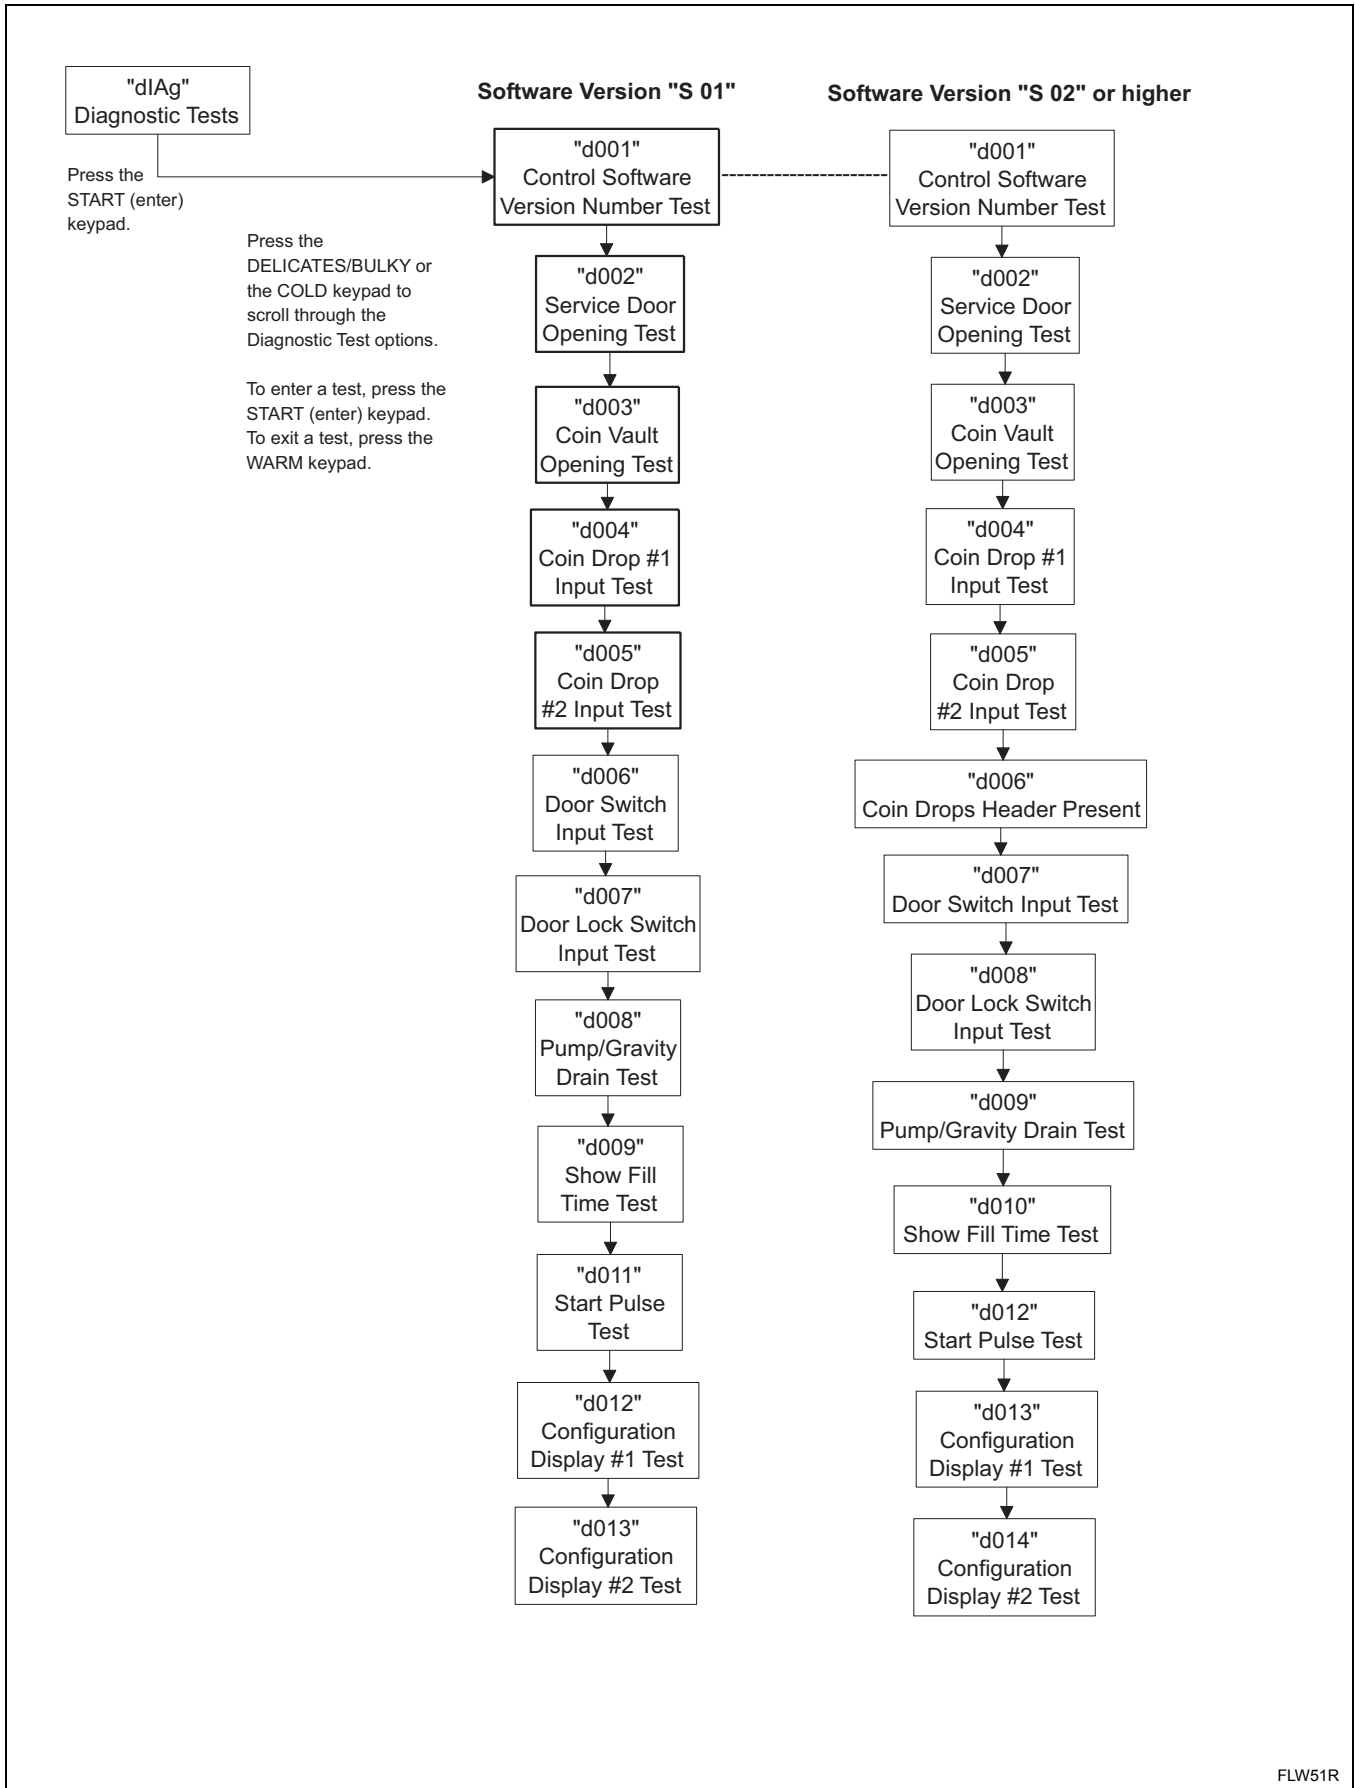 "dIAg"
Diagnostic Tests
Press the
START (enter)
keypad.
Press the
DELICATES/BULKY or
the COLD keypad to
scroll through the
Diagnostic Test options.
To enter a test, press the
START (enter) keypad.
To exit a test, press the
WARM keypad.
Software Version "S 01"
"d001"
Control Software
Version Number Test
"d002"
Service Door
Opening Test
"d003"
Coin Vault
Opening Test
"d004"
Coin Drop #1
Input Test
"d005"
Coin Drop
#2 Input Test
"d006"
Door Switch
Input Test
"d007"
Door Lock Switch
Input Test
"d008"
Pump/Gravity
Drain Test
"d009"
Show Fill
Time Test
"d011"
Start Pulse
Test
"d012"
Configuration
Display #1 Test
"d013"
Configuration
Display #2 Test
Software Version "S 02" or higher
"d001"
Control Software
Version Number Test
"d002"
Service Door
Opening Test
"d003"
Coin Vault
Opening Test
"d004"
Coin Drop #1
Input Test
"d005"
Coin Drop
#2 Input Test
"d006"
Coin Drops Header Present
"d007"
Door Switch Input Test
"d008"
Door Lock Switch
Input Test
"d009"
Pump/Gravity Drain Test
"d010"
Show Fill Time Test
"d012"
Start Pulse Test
"d013"
Configuration
Display #1 Test
"d014"
Configuration
Display #2 Test
FLW51R